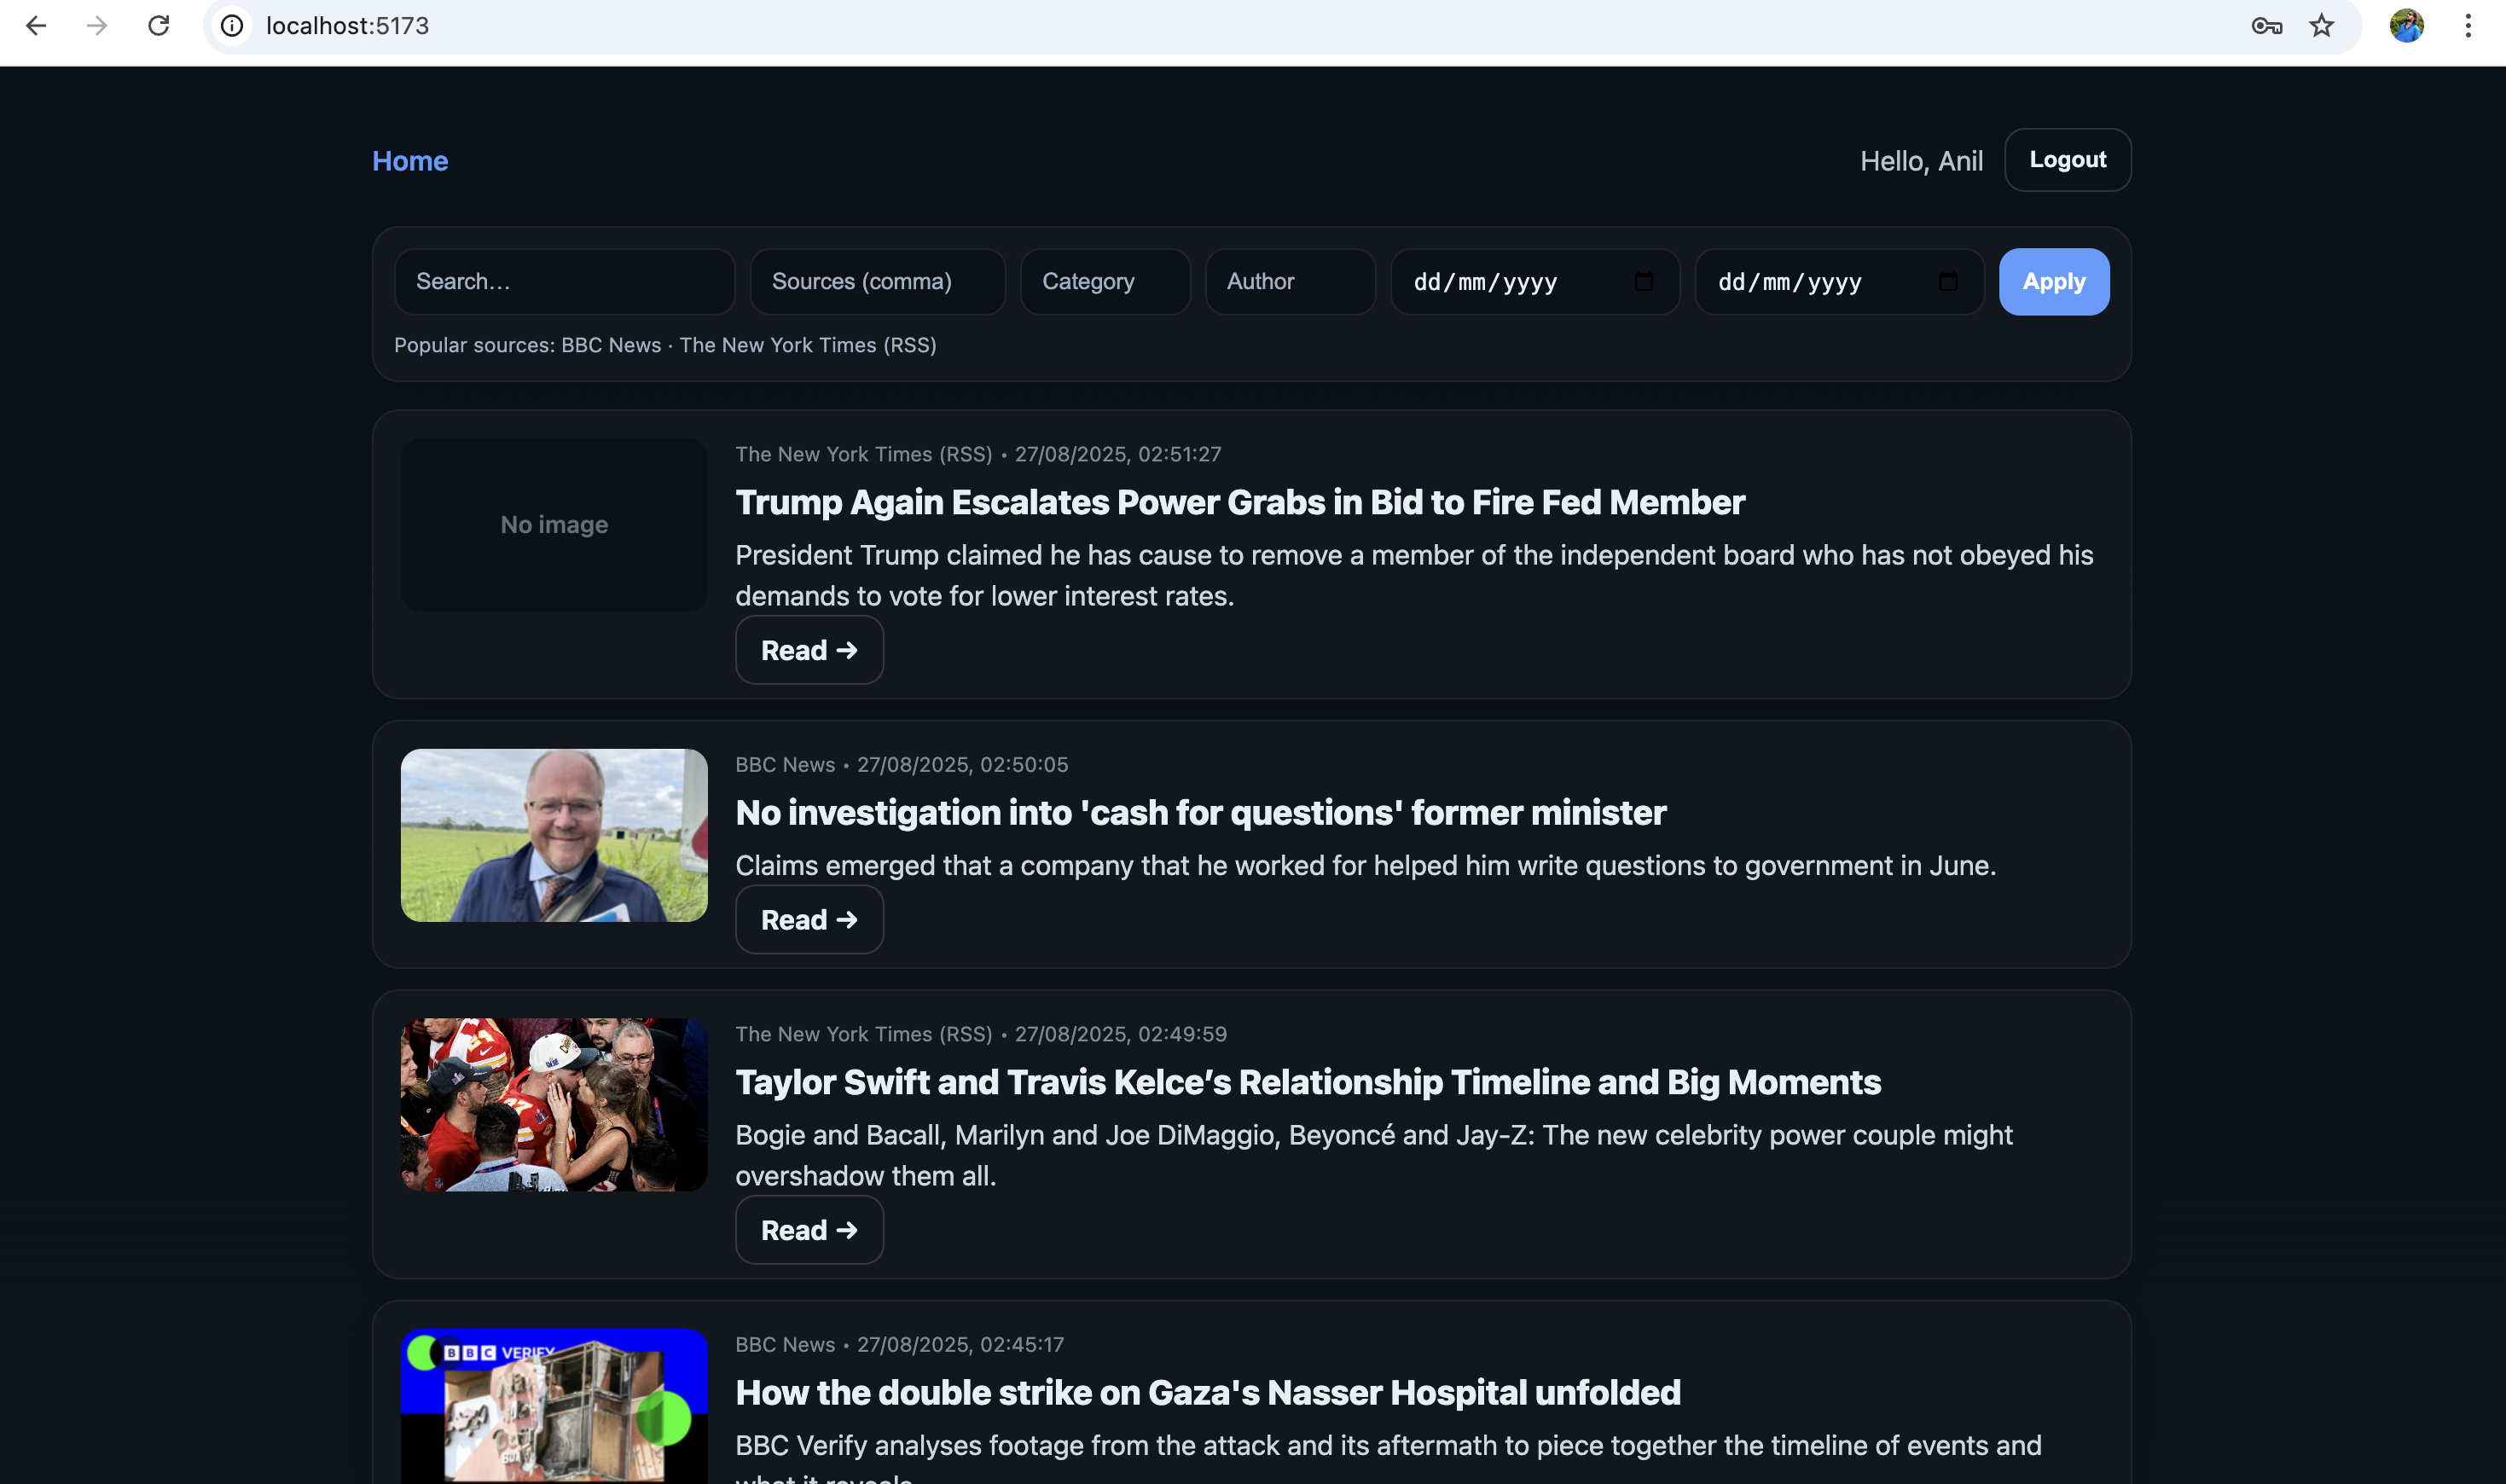 localhost:5173
Home
Hello, Anil
Logout
Search…
Sources (comma)
Category
Author
dd/mm/yyyy
dd/mm/yyyy
Apply
Popular sources: BBC News · The New York Times (RSS)
No image
The New York Times (RSS) • 27/08/2025, 02:51:27
Trump Again Escalates Power Grabs in Bid to Fire Fed Member
President Trump claimed he has cause to remove a member of the independent board who has not obeyed his
demands to vote for lower interest rates.
Read →
BBC News • 27/08/2025, 02:50:05
No investigation into 'cash for questions' former minister
Claims emerged that a company that he worked for helped him write questions to government in June.
Read →
The New York Times (RSS) • 27/08/2025, 02:49:59
Taylor Swift and Travis Kelce’s Relationship Timeline and Big Moments
Bogie and Bacall, Marilyn and Joe DiMaggio, Beyoncé and Jay-Z: The new celebrity power couple might
overshadow them all.
Read →
BBC VERIFY
BBC News • 27/08/2025, 02:45:17
How the double strike on Gaza's Nasser Hospital unfolded
BBC Verify analyses footage from the attack and its aftermath to piece together the timeline of events and
what it reveals